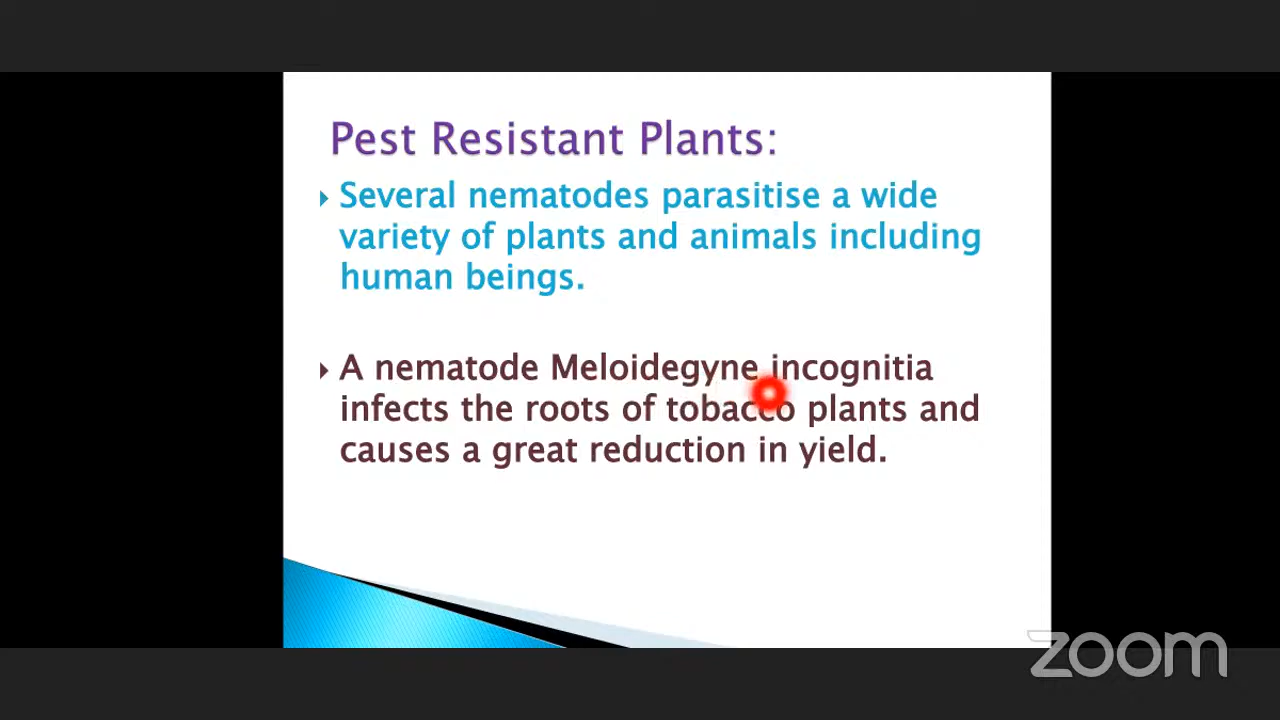 Pest Resistant Plants:
Several nematodes parasitise a wide
variety of plants and animals including
human beings.
A nematode Meloidegyne incognitia
infects the roots of tobacco plants and
causes a great reduction in yield.
zoom